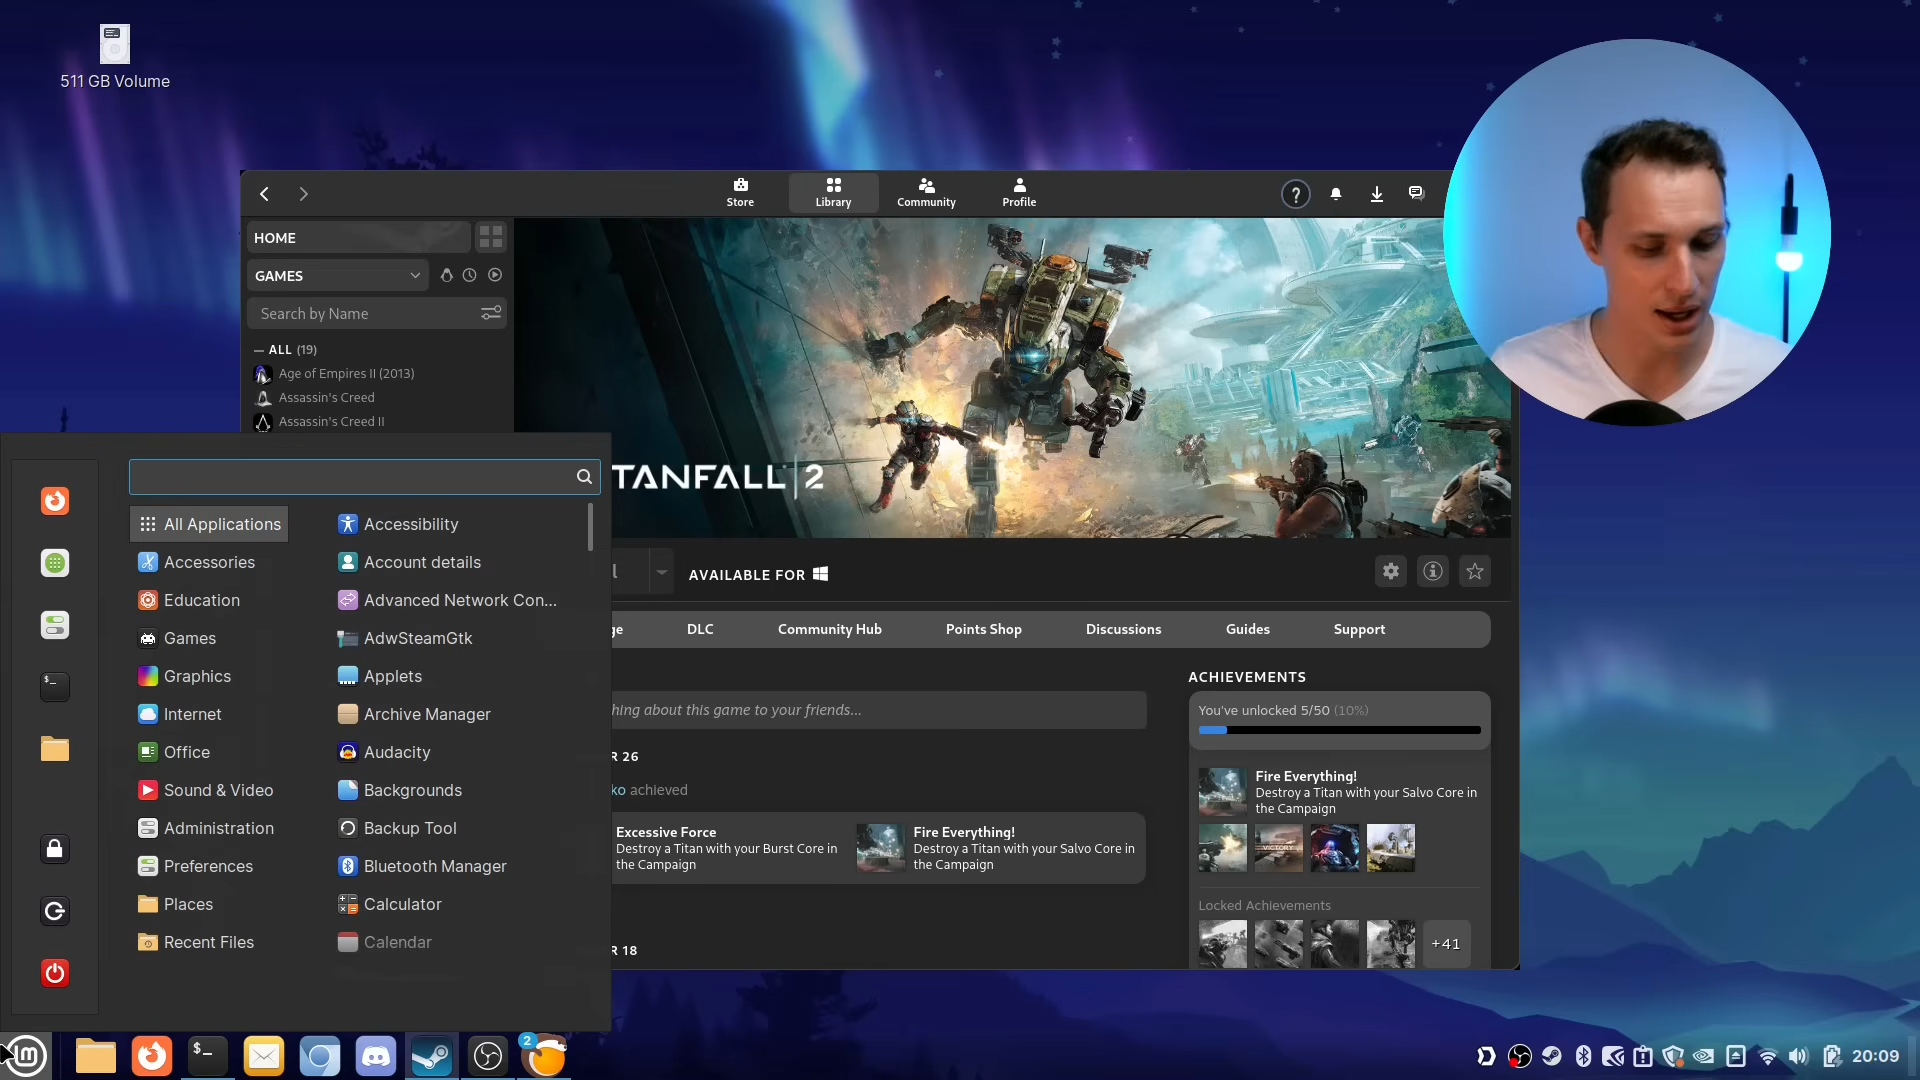 511 GB Volume
Store
Library
Community
Profile
?
HOME
GAMES
Search by Name
— ALL (19)
Age of Empires II (2013)
Assassin's Creed
Assassin's Creed II
TANFALL 2
AVAILABLE FOR
ge
DLC
Community Hub
Points Shop
Discussions
Guides
Support
hing about this game to your friends...
R 26
ko achieved
Excessive Force
Destroy a Titan with your Burst Core in
the Campaign
Fire Everything!
Destroy a Titan with your Salvo Core in
the Campaign
R 18
ACHIEVEMENTS
You've unlocked 5/50 (10%)
Fire Everything!
Destroy a Titan with your Salvo Core in
the Campaign
VICTORY
Locked Achievements
+41
All Applications
Accessories
Education
Games
Graphics
Internet
Office
Sound & Video
Administration
Preferences
Places
Recent Files
Accessibility
Account details
Advanced Network Con...
AdwSteamGtk
Applets
Archive Manager
Audacity
Backgrounds
Backup Tool
Bluetooth Manager
Calculator
Calendar
$_
$_
2
20:09